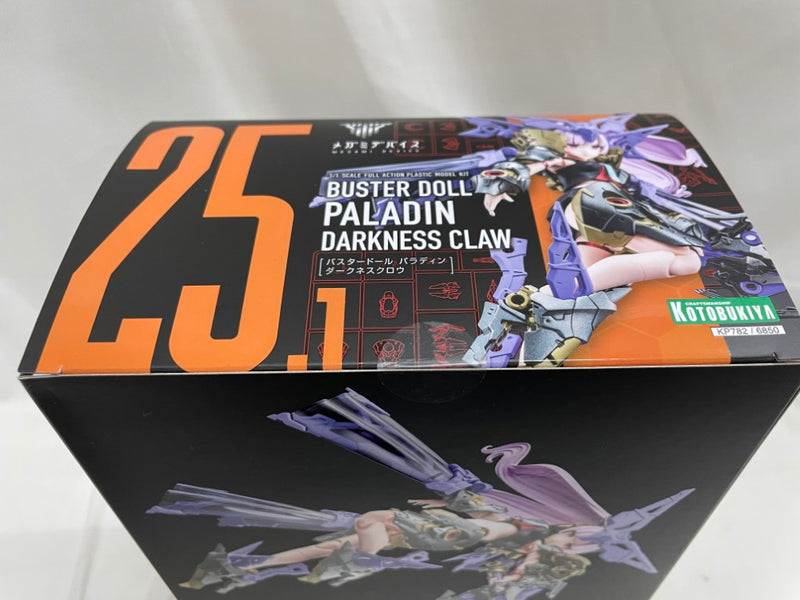 25.1
メガミデバイス
MEGAMI DEVICE
1/1 SCALE FULL ACTION PLASTIC MODEL KIT
BUSTER DOLL
PALADIN
DARKNESS CLAW
[バスタードール パラディン
ダークネスクロウ]
CRAFTSMANSHIP
KOTOBUKIYA
KP782 / 6850